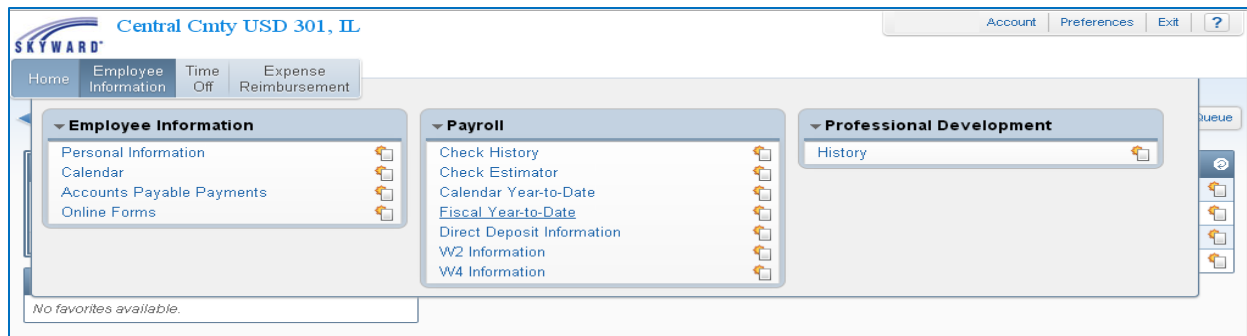 Central Cmty USD 301, IL
Account Preferences Exit ?
SKYWARD
Home Employee Information Time Off Expense Reimbursement
Employee Information
Personal Information
Calendar
Accounts Payable Payments
Online Forms
Payroll
Check History
Check Estimator
Calendar Year-to-Date
Fiscal Year-to-Date
Direct Deposit Information
W2 Information
W4 Information
Professional Development
History
No favorites available.